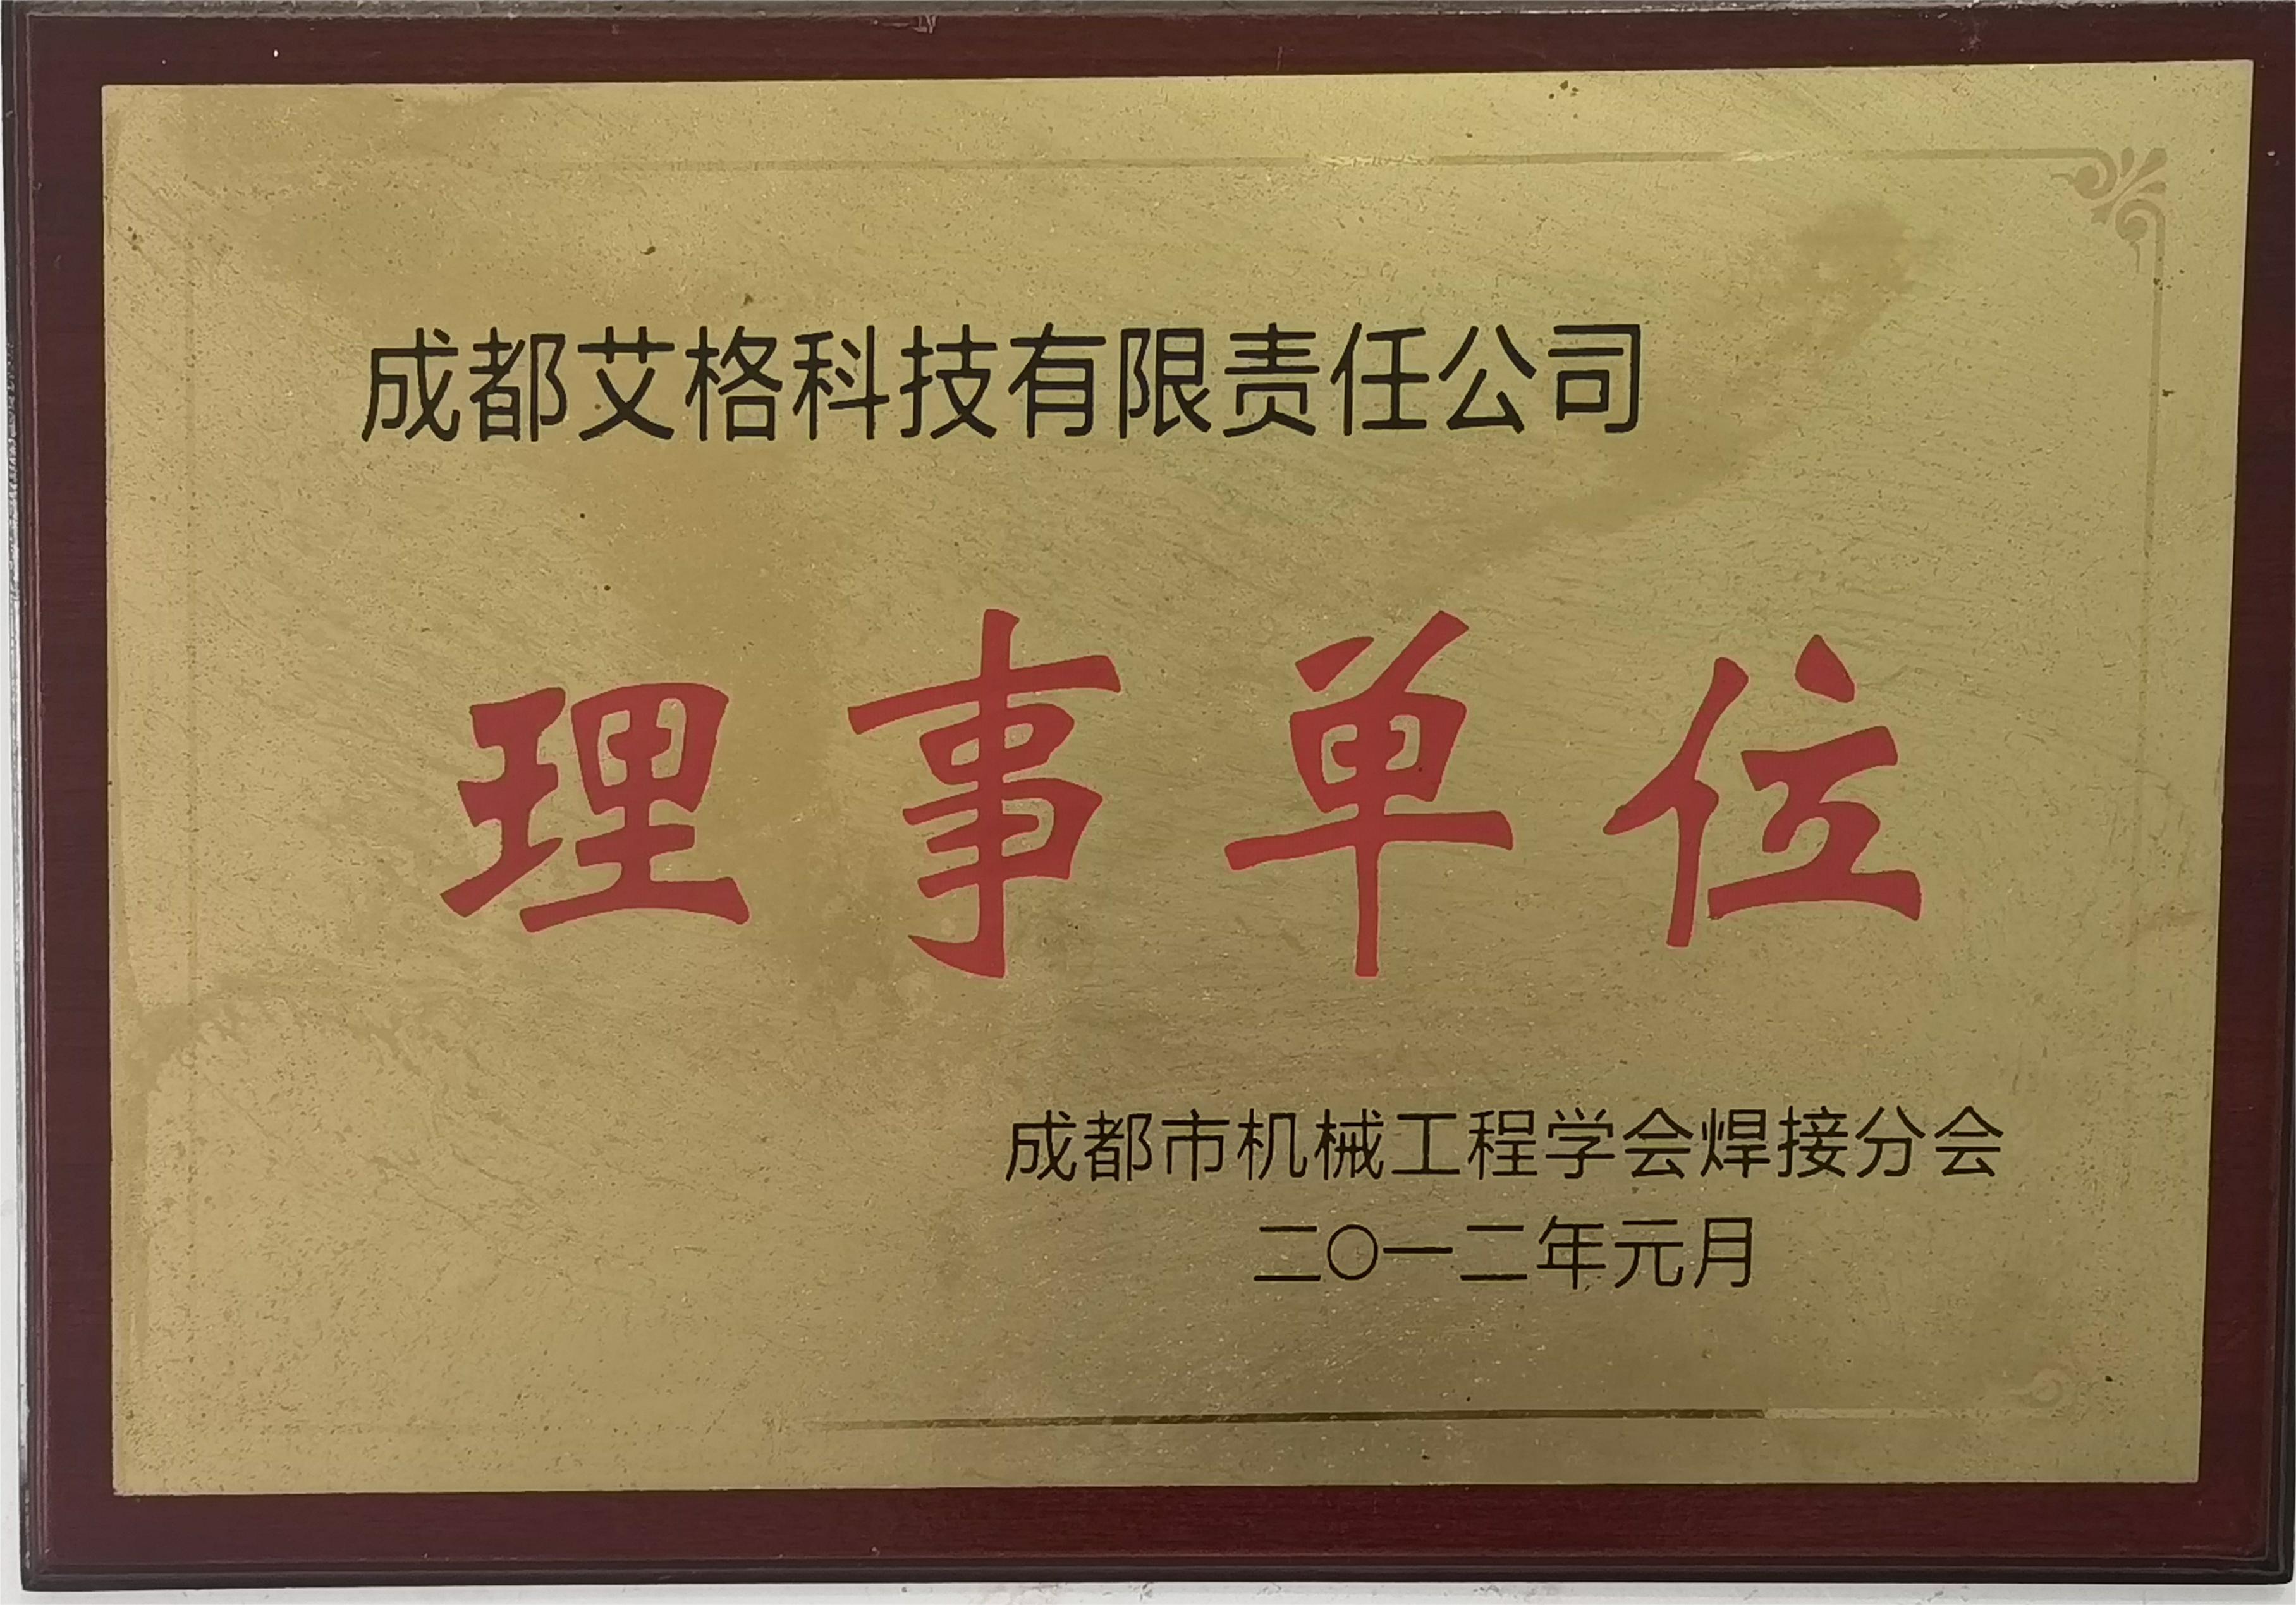 成都艾格科技有限责任公司
理事单位
成都市机械工程学会焊接分会
二〇一二年元月